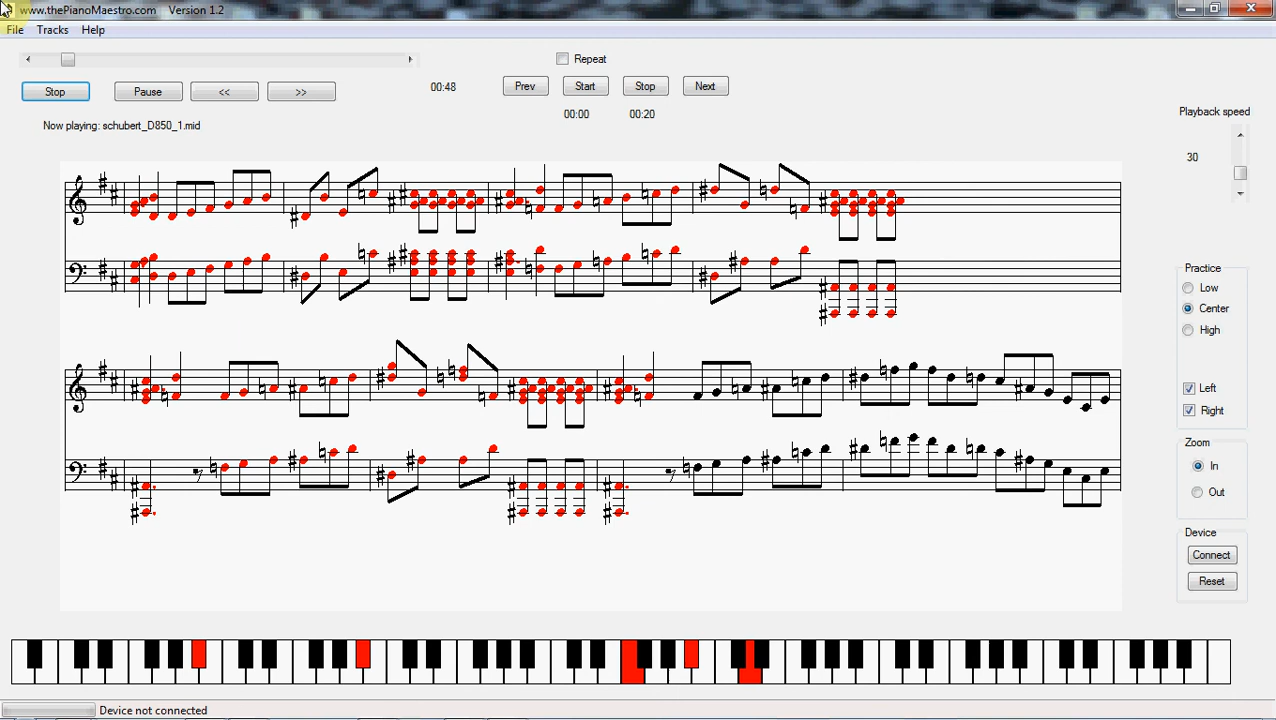 www.thePianoMaestro.com Version 1.2
File Tracks Help
Repeat
Stop Pause << >> 00:48 Prev Start Stop Next
00:00 00:20
Playback speed
Now playing: schubert_D850_1.mid
30
Practice
Low
Center
High
Left
Right
Zoom
In
Out
Device
Connect
Reset
Device not connected